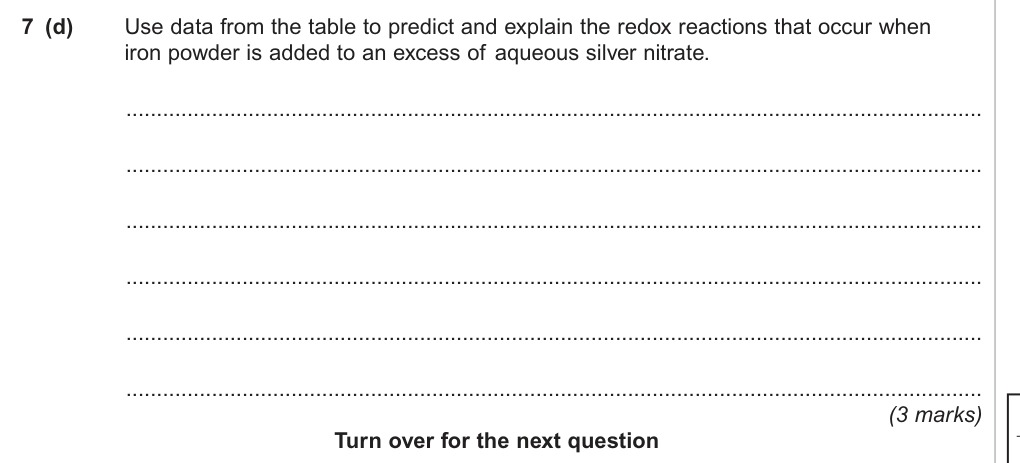 7 (d) Use data from the table to predict and explain the redox reactions that occur when
iron powder is added to an excess of aqueous silver nitrate.
(3 marks)
Turn over for the next question